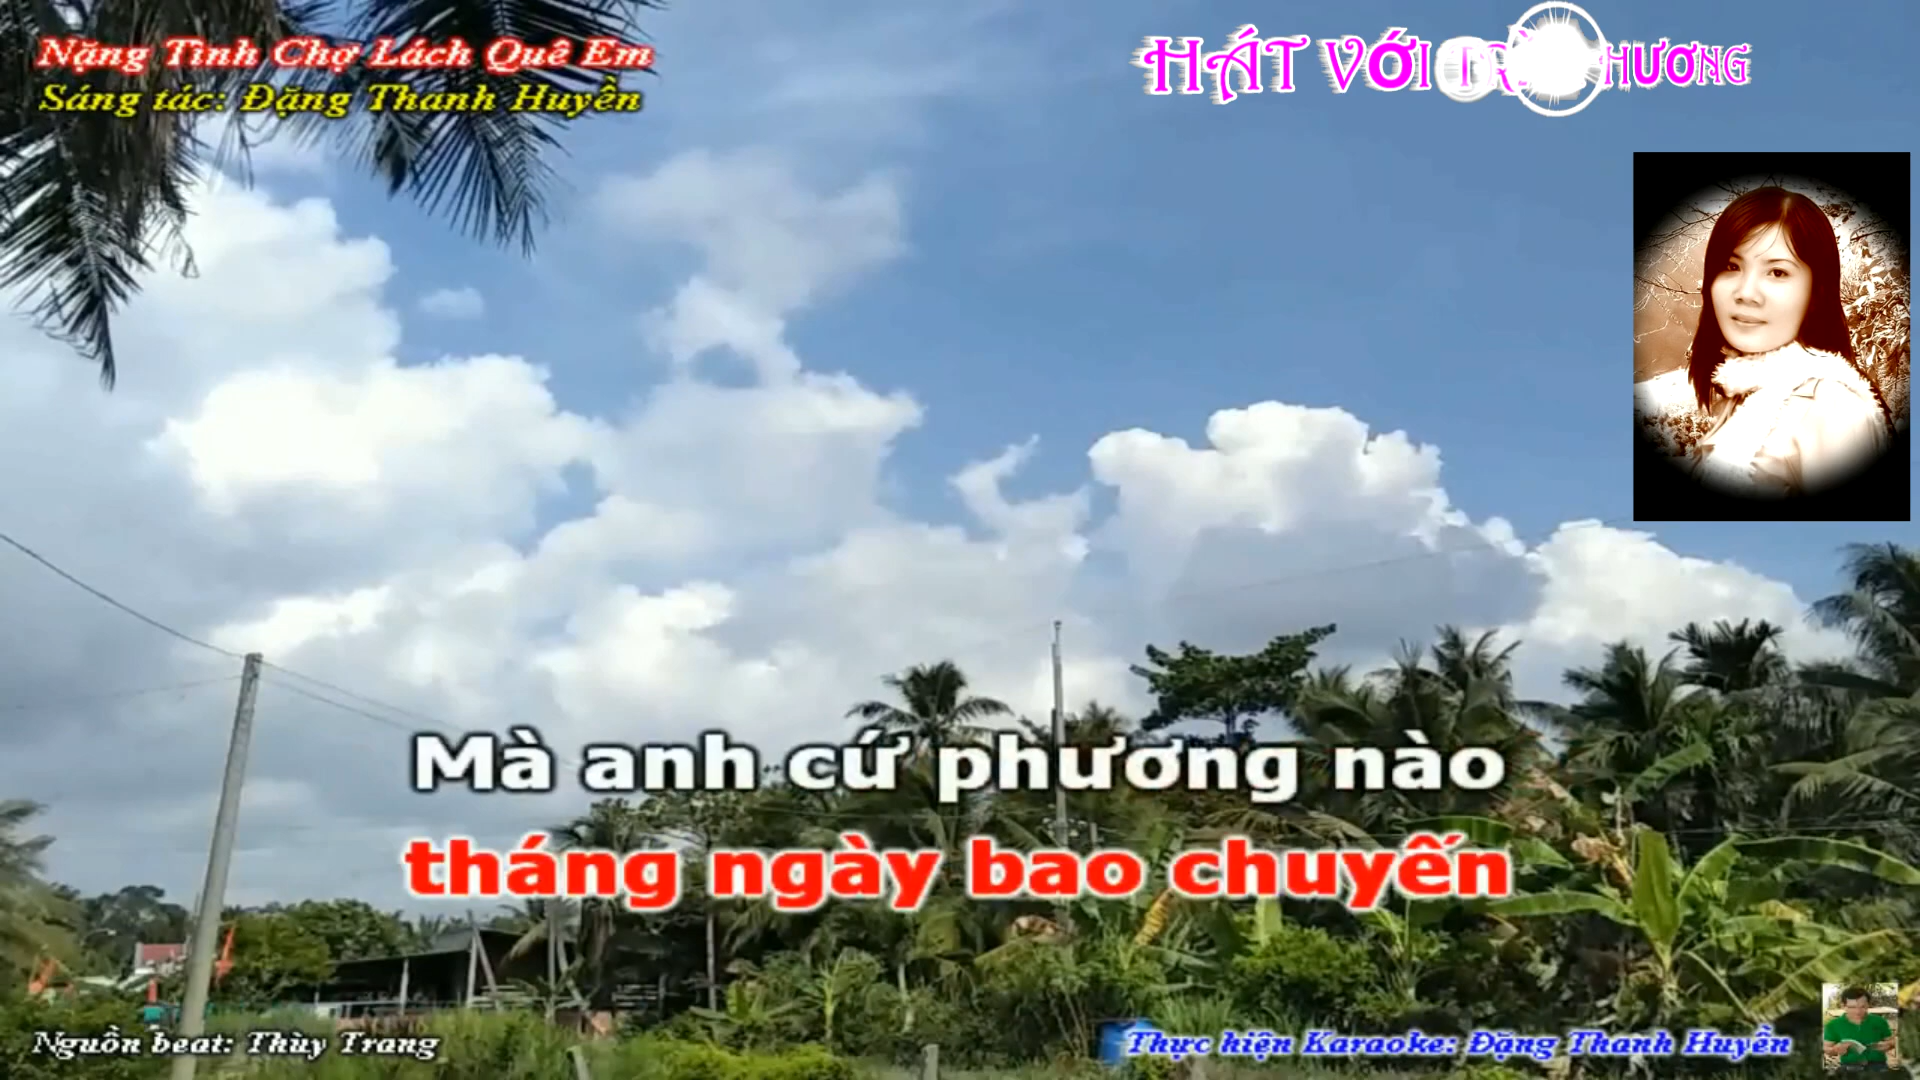 Nặng Tình Chợ Lách Quê Em
Sáng tác: Đặng Thanh Huyền
HÁT VỚI HƯƠNG
Mà anh cứ phương nào
tháng ngày bao chuyến
Nguồn beat: Thùy Trang
Thực hiện Karaoke: Đặng Thanh Huyền